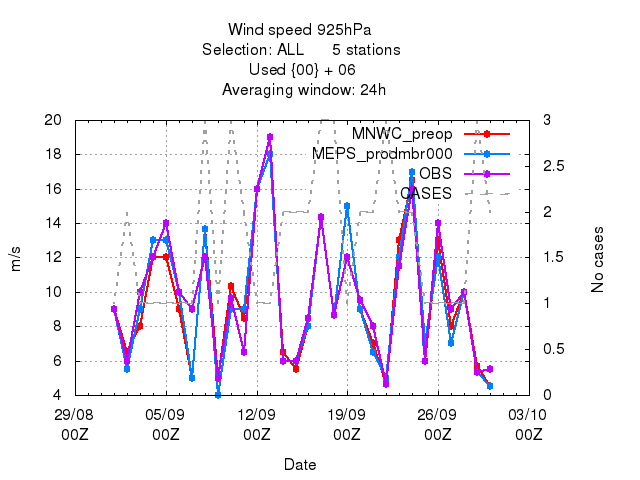 Wind speed 925hPa
Selection: ALL 5 stations
Used {00} + 06
Averaging window: 24h
MNWC_preop
MEPS_prodmbr000
OBS
CASES
20
18
16
14
12
10
8
6
4
m/s
3
2.5
2
1.5
1
0.5
0
No cases
29/08 05/09 12/09 19/09 26/09 03/10
00Z 00Z 00Z 00Z 00Z 00Z
Date